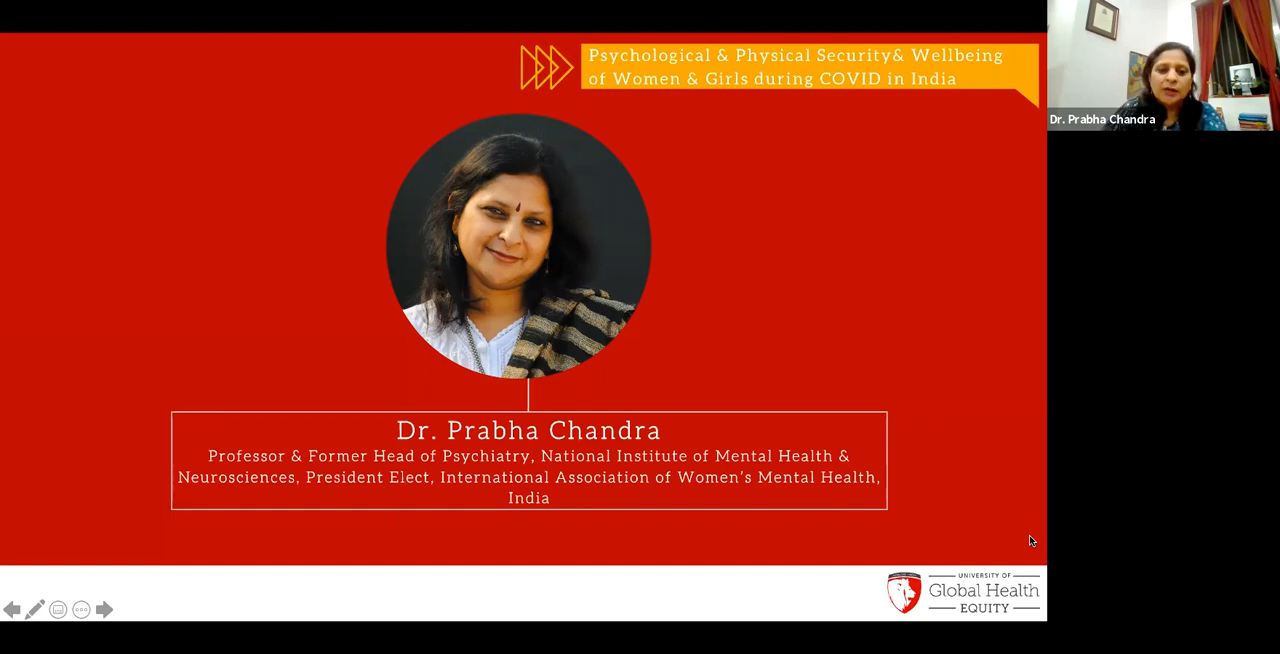 Psychological & Physical Security& Wellbeing
of Women & Girls during COVID in India
Dr. Prabha Chandra
Dr. Prabha Chandra
Professor & Former Head of Psychiatry, National Institute of Mental Health &
Neurosciences, President Elect, International Association of Women's Mental Health,
India
UNIVERSITY OF
Global Health
EQUITY